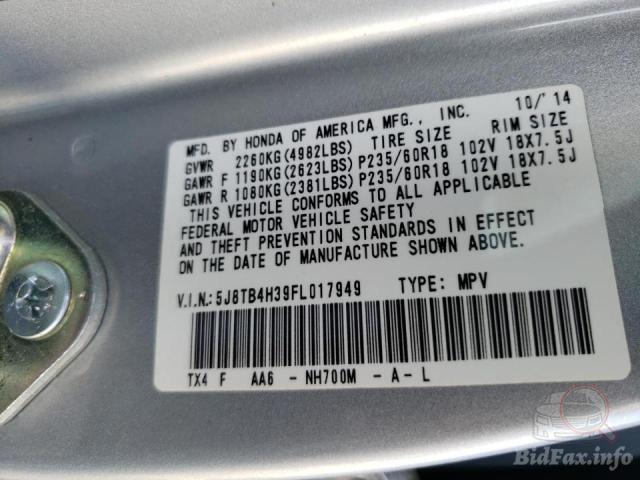 MFD. BY HONDA OF AMERICA MFG., INC. 10/'14
GVWR 2260KG(4982LBS) TIRE SIZE RIM SIZE
GAWR F 1190KG(2623LBS) P235/60R18 102V 18X7.5J
GAWR R 1080KG(2381LBS) P235/60R18 102V 18X7.5J
THIS VEHICLE CONFORMS TO ALL APPLICABLE
FEDERAL MOTOR VEHICLE SAFETY
AND THEFT PREVENTION STANDARDS IN EFFECT
ON THE DATE OF MANUFACTURE SHOWN ABOVE.
V.I.N.: 5J8TB4H39FL017949 TYPE: MPV
TX4 F AA6 - NH700M - A - L
BidFax.info